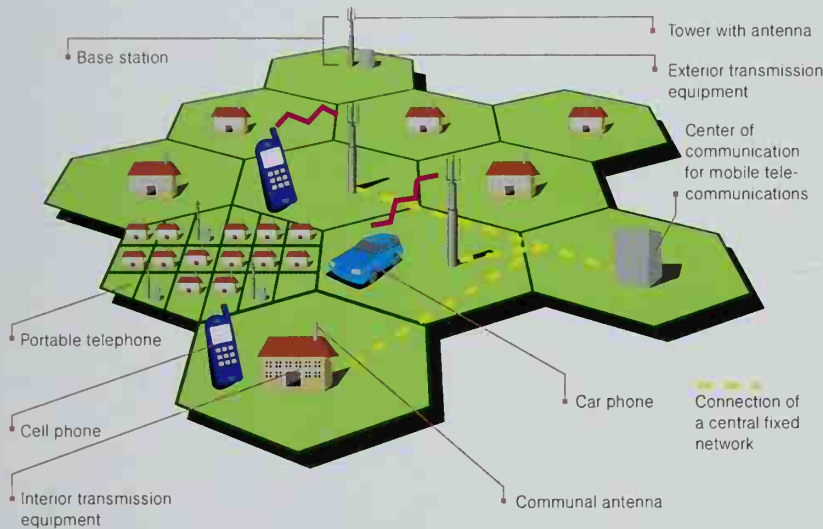 Tower with antenna
Base station
Exterior transmission
equipment
Center of
communication
for mobile tele-
communications
Portable telephone
Car phone
Connection of
a central fixed
network
Cell phone
Interior transmission
equipment
Communal antenna